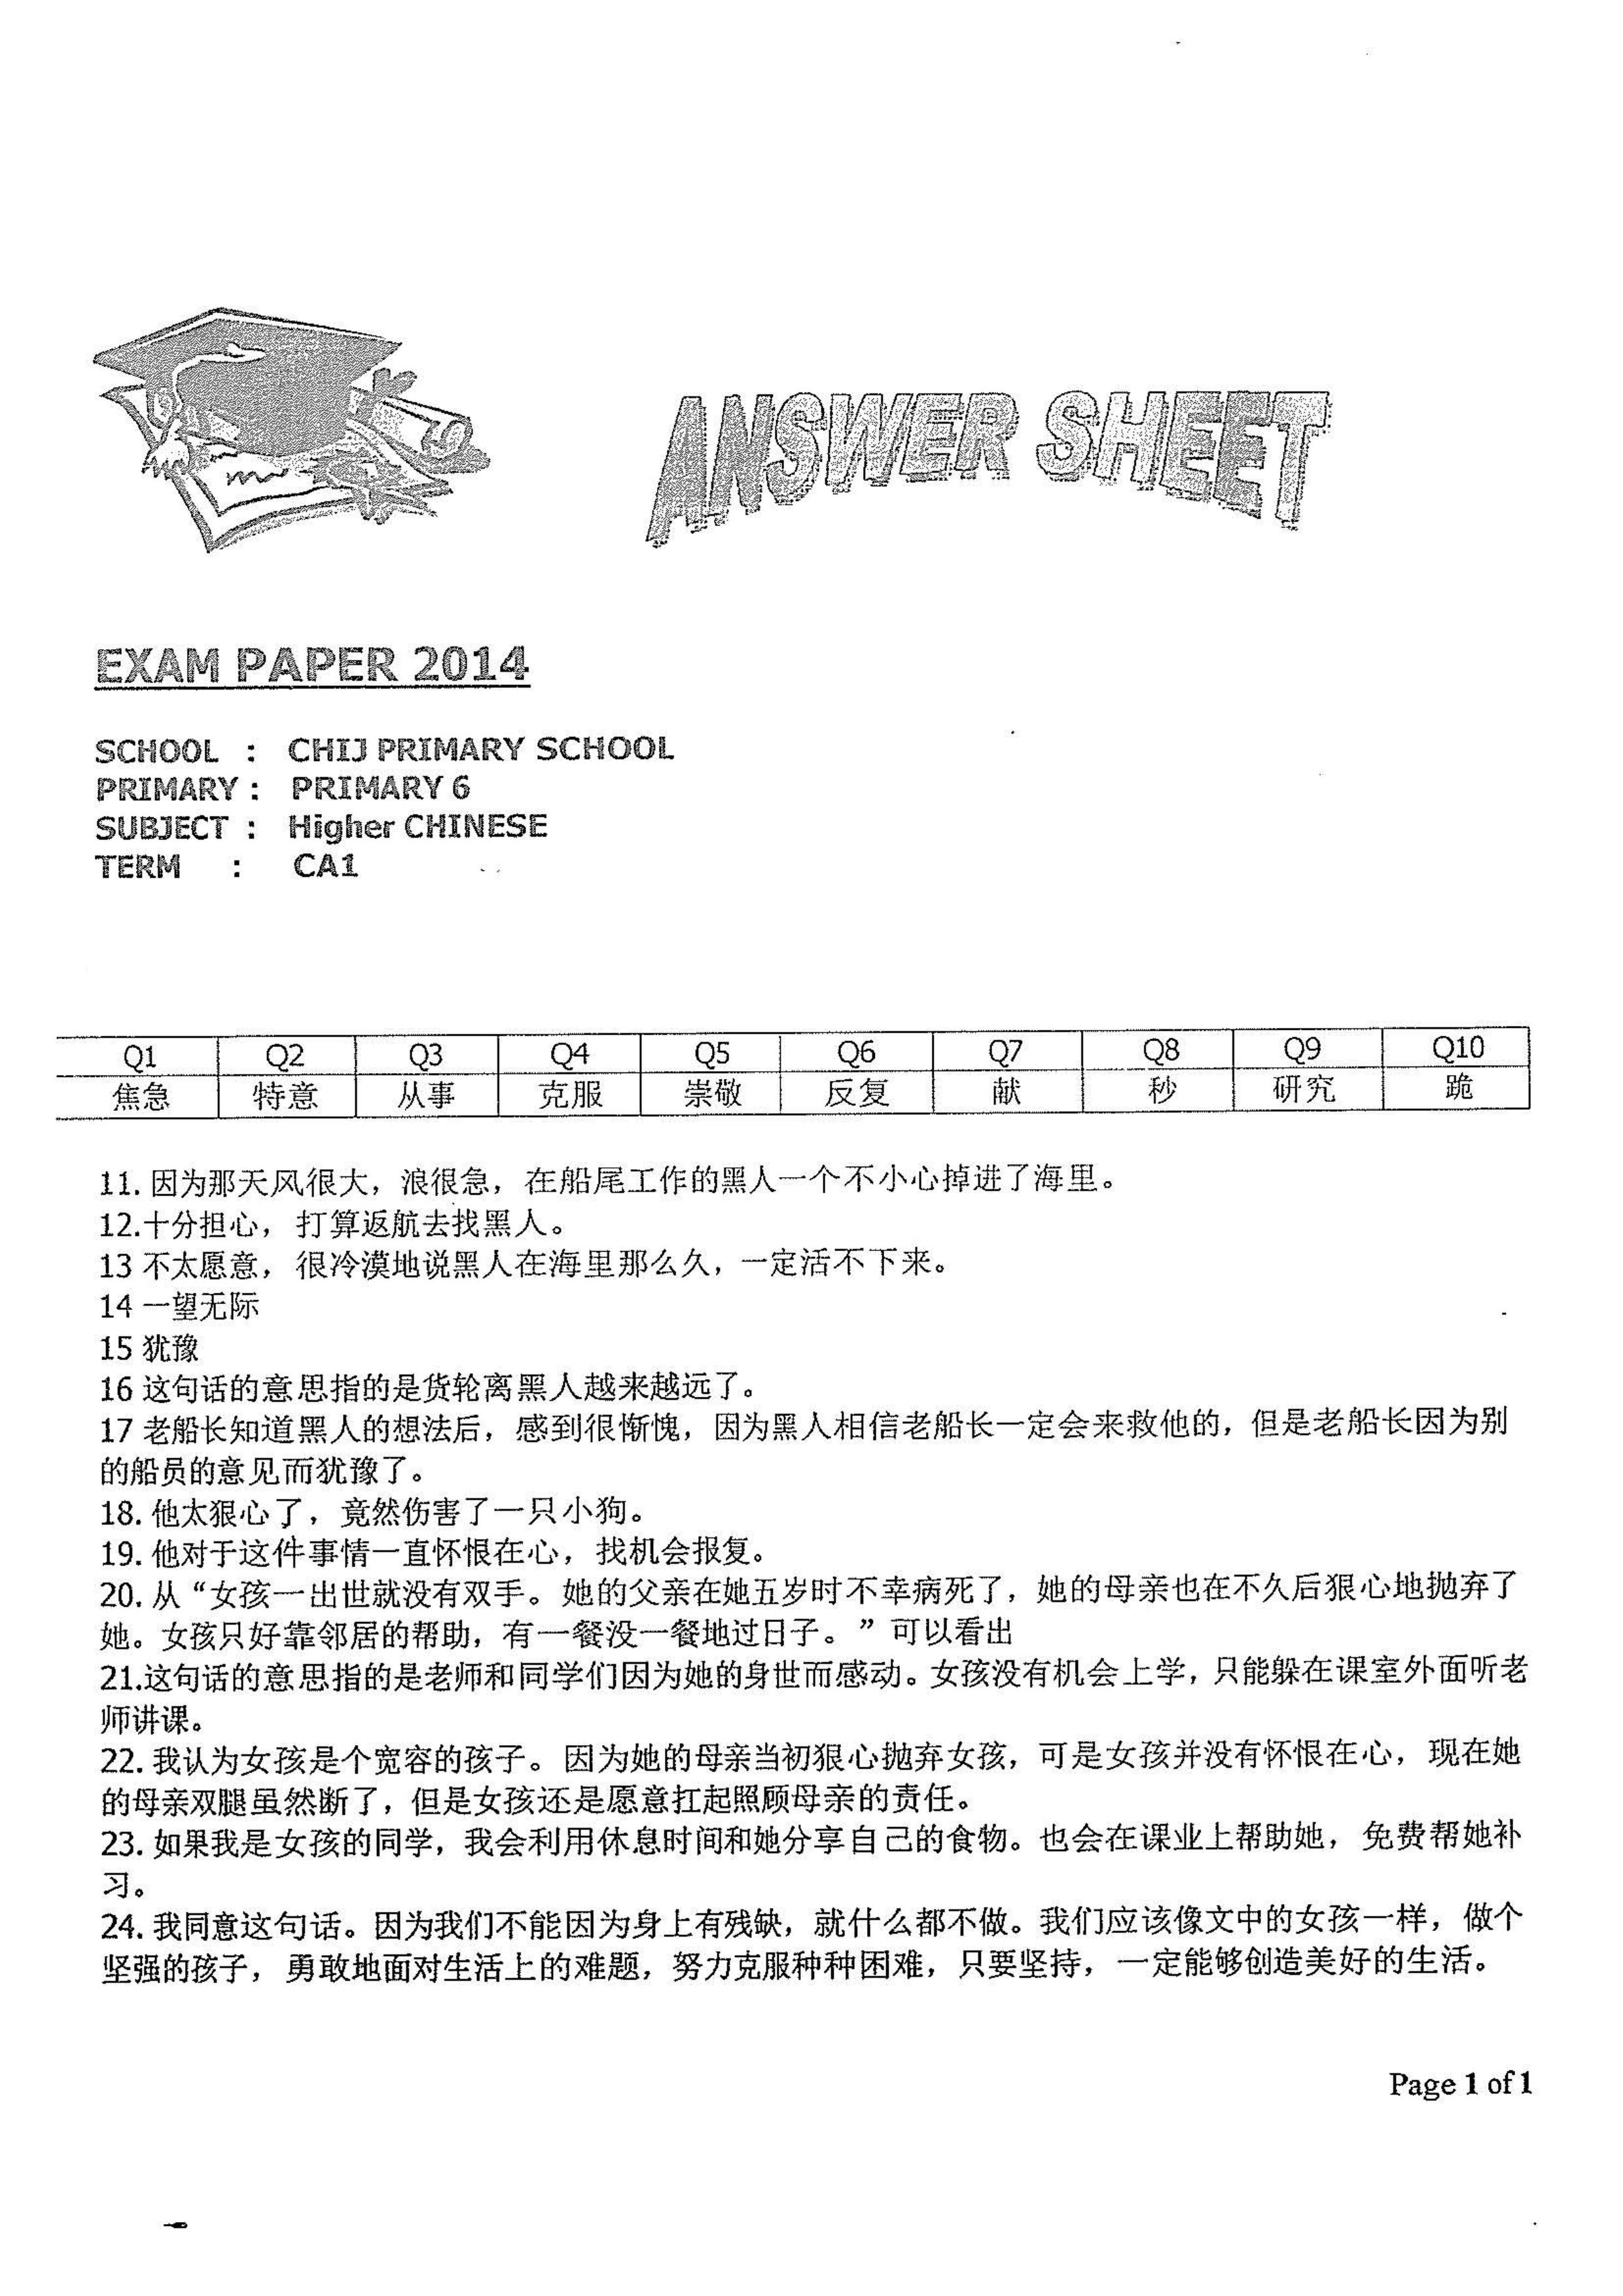 ANSWER SHEET
EXAM PAPER 2014
SCHOOL : CHIJ PRIMARY SCHOOL
PRIMARY : PRIMARY 6
SUBJECT : Higher CHINESE
TERM : CA1
Q1 Q2 Q3 Q4 Q5 Q6 Q7 Q8 Q9 Q10
焦急 特意 从事 克服 崇敬 反复 献 秒 研究 跪
11. 因为那天风很大，浪很急，在船尾工作的黑人一个不小心掉进了海里。
12.十分担心， 打算返航去找黑人。
13 不太愿意， 很冷漠地说黑人在海里那么久，一定活不下来。
14 一望无际
15 犹豫
16 这句话的意思指的是货轮离黑人越来越远了。
17 老船长知道黑人的想法后，感到很惭愧，因为黑人相信老船长一定会来救他的，但是老船长因为别
的船员的意见而犹豫了。
18. 他太狠心了，竟然伤害了一只小狗。
19. 他对于这件事情一直怀恨在心，找机会报复。
20. 从 “女孩一出世就没有双手。她的父亲在她五岁时不幸病死了，她的母亲也在不久后狠心地抛弃了
她。女孩只好靠邻居的帮助，有一餐没一餐地过日子。” 可以看出
21.这句话的意思指的是老师和同学们因为她的身世而感动。女孩没有机会上学，只能躲在课室外面听老
师讲课。
22. 我认为女孩是个宽容的孩子。因为她的母亲当初狠心抛弃女孩，可是女孩并没有怀恨在心，现在她
的母亲双腿虽然断了，但是女孩还是愿意扛起照顾母亲的责任。
23. 如果我是女孩的同学，我会利用休息时间和她分享自己的食物。也会在课业上帮助她，免费帮她补
习。
24. 我同意这句话。因为我们不能因为身上有残缺，就什么都不做。我们应该像文中的女孩一样，做个
坚强的孩子，勇敢地面对生活上的难题，努力克服种种困难，只要坚持，一定能够创造美好的生活。
Page 1 of 1